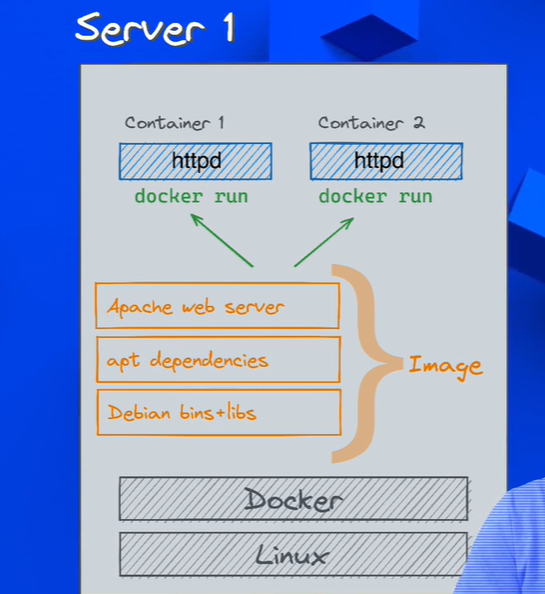 Server 1
Container 1 Container 2
httpd httpd
docker run docker run
Apache web server
apt dependencies
Image
Debian bins+libs
Docker
Linux